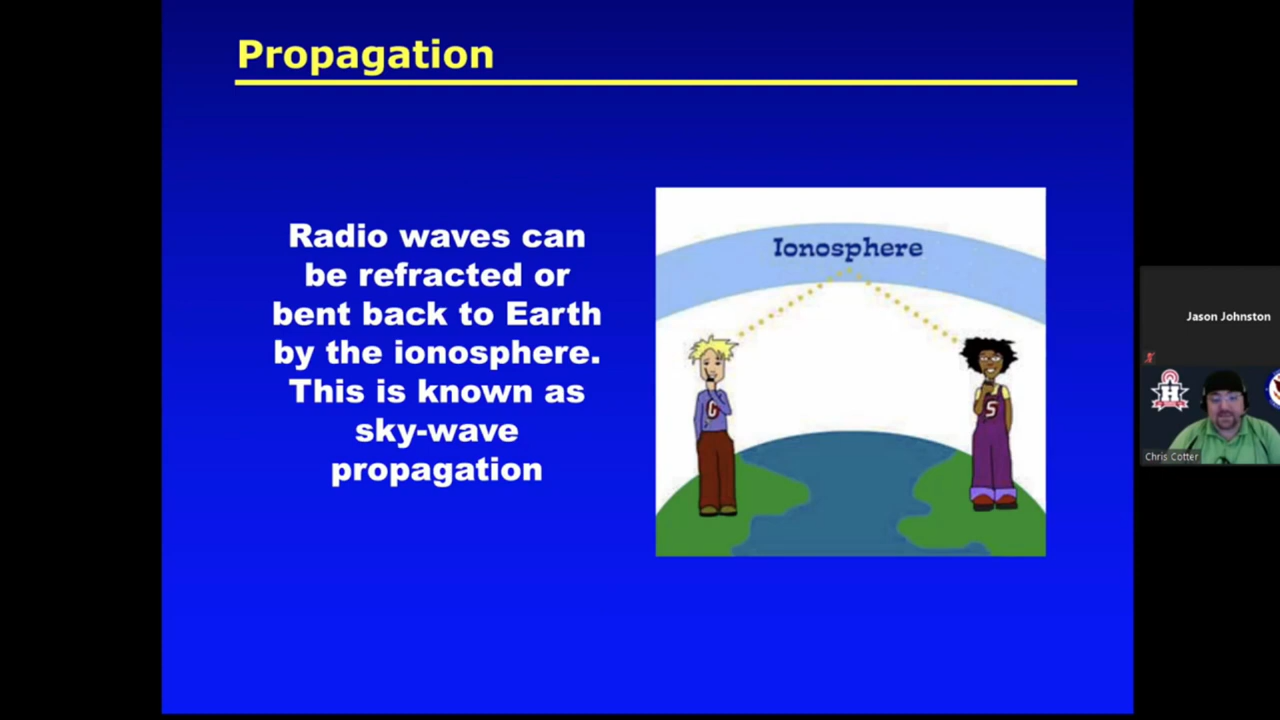 Propagation
Radio waves can
be refracted or
bent back to Earth
by the ionosphere.
This is known as
sky-wave
propagation
Ionosphere
C
S
Jason Johnston
H
Chris Cotter